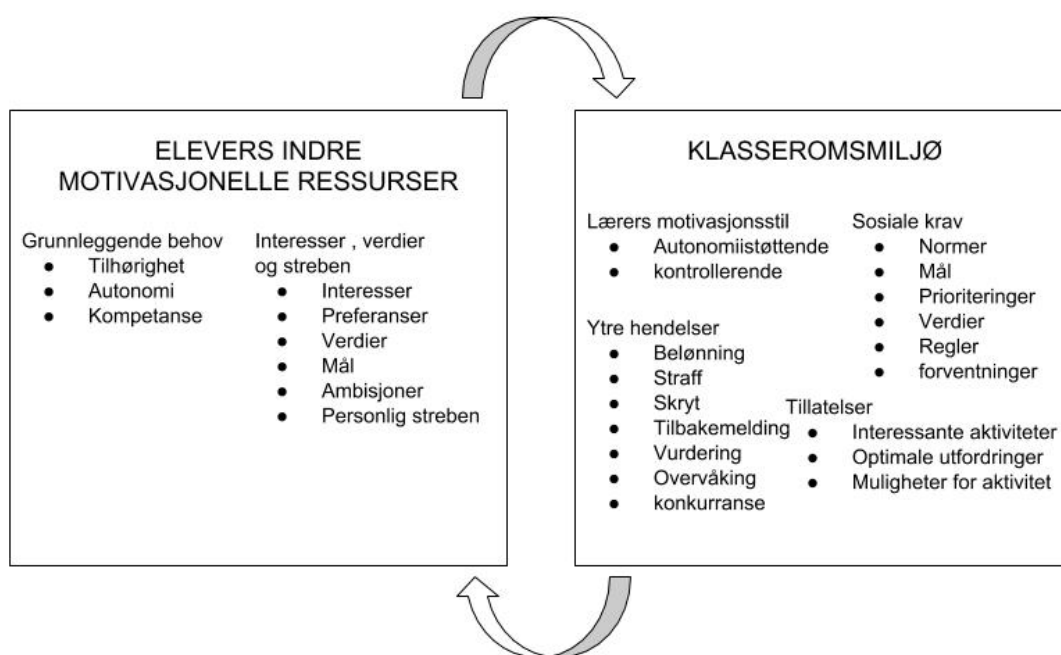 ELEVERS INDRE
MOTIVASJONELLE RESSURSER
Grunnleggende behov
● Tilhørighet
● Autonomi
● Kompetanse
Interesser , verdier
og streben
● Interesser
● Preferanser
● Verdier
● Mål
● Ambisjoner
● Personlig streben
KLASSEROMSMILJØ
Lærers motivasjonsstil
● Autonomiistøttende
● kontrollerende
Ytre hendelser
● Belønning
● Straff
● Skryt
● Tilbakemelding
● Vurdering
● Overvåking
● konkurranse
Sosiale krav
● Normer
● Mål
● Prioriteringer
● Verdier
● Regler
● forventninger
Tillatelser
● Interessante aktiviteter
● Optimale utfordringer
● Muligheter for aktivitet